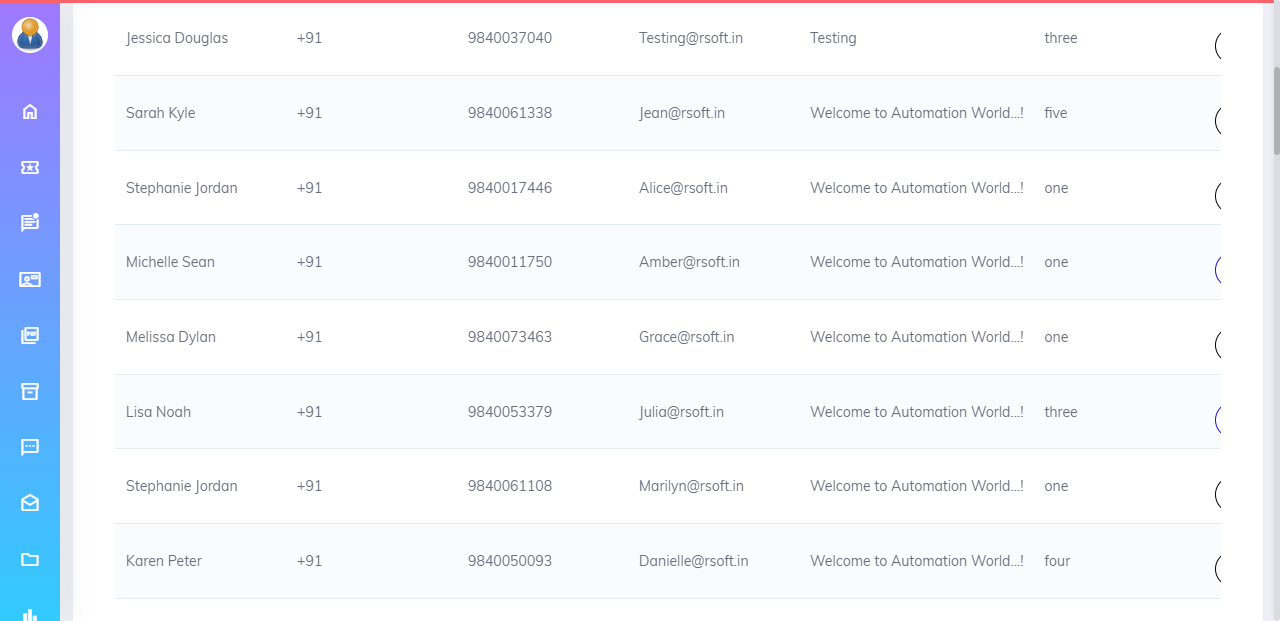 Jessica Douglas +91 9840037040 Testing@rsoft.in Testing three
Sarah Kyle +91 9840061338 Jean@rsoft.in Welcome to Automation World...! five
Stephanie Jordan +91 9840017446 Alice@rsoft.in Welcome to Automation World...! one
Michelle Sean +91 9840011750 Amber@rsoft.in Welcome to Automation World...! one
Melissa Dylan +91 9840073463 Grace@rsoft.in Welcome to Automation World...! one
Lisa Noah +91 9840053379 Julia@rsoft.in Welcome to Automation World...! three
Stephanie Jordan +91 9840061108 Marilyn@rsoft.in Welcome to Automation World...! one
Karen Peter +91 9840050093 Danielle@rsoft.in Welcome to Automation World...! four